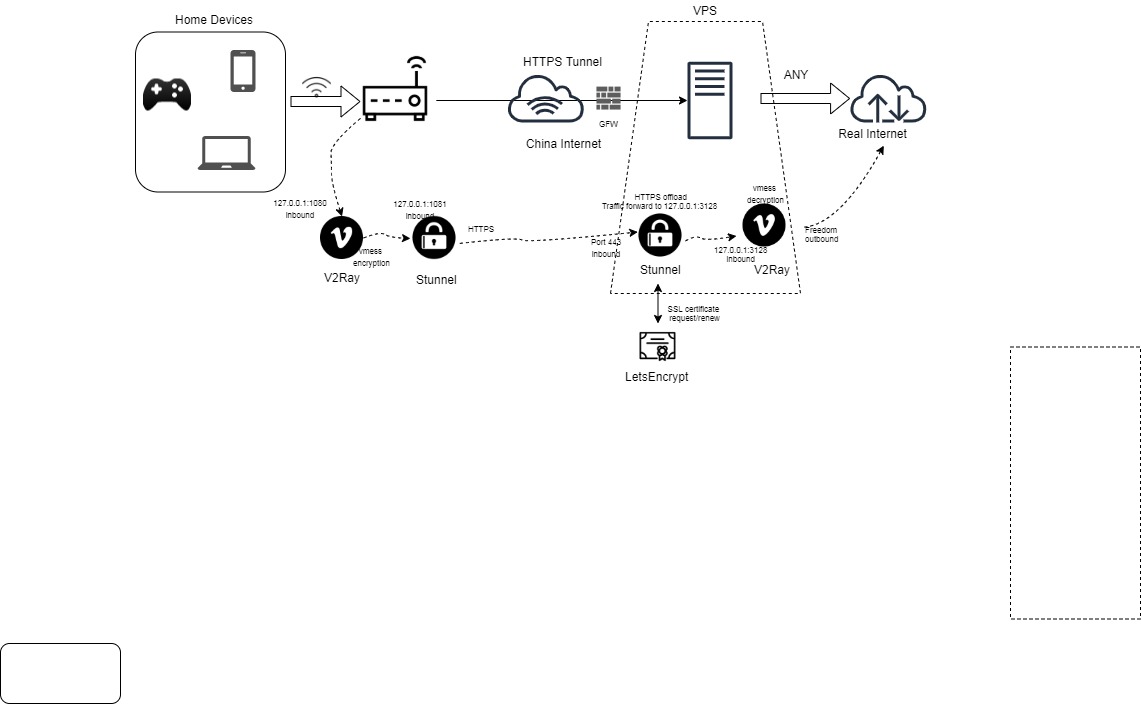 VPS
Home Devices
HTTPS Tunnel
ANY
GFW
China Internet
Real Internet
127.0.0.1:1080
inbound
127.0.0.1:1081
inbound
HTTPS offload
Traffic forward to 127.0.0.1:3128
vmess
decryption
HTTPS
Port 443
inbound
Freedom
outbound
vmess
encryption
127.0.0.1:3128
inbound
V2Ray
Stunnel
Stunnel
V2Ray
SSL certificate
request/renew
LetsEncrypt